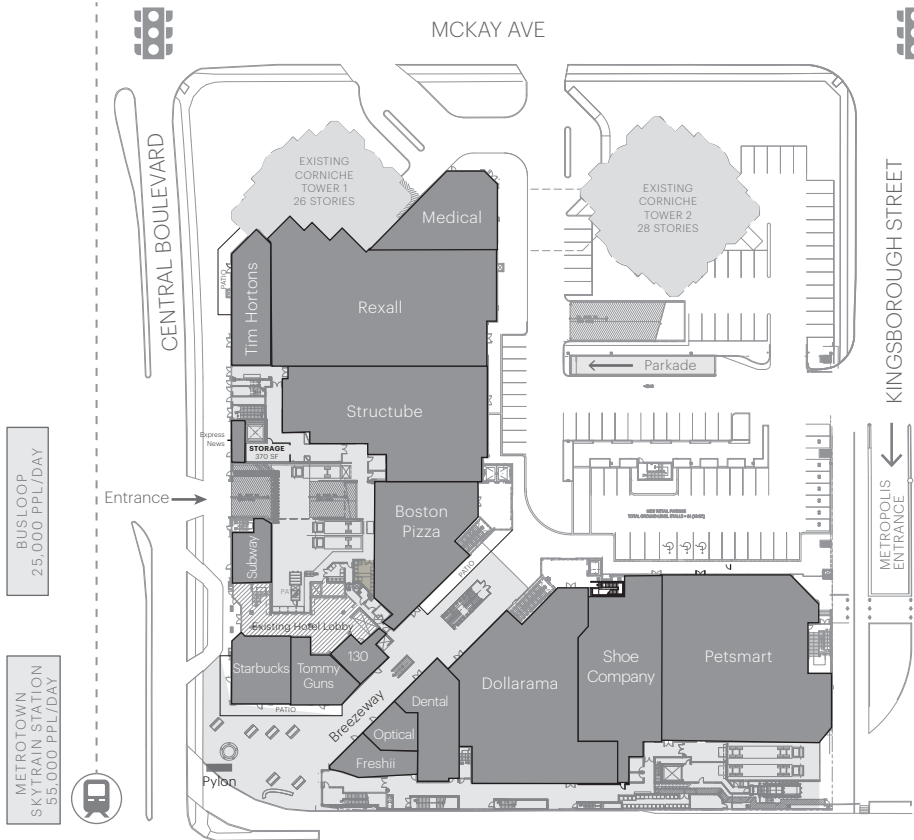 MCKAY AVE
CENTRAL BOULEVARD
KINGSBOROUGH STREET
EXISTING
CORNICHE
TOWER 1
26 STORIES
EXISTING
CORNICHE
TOWER 2
28 STORIES
Medical
PATIO
Tim Hortons
Rexall
Parkade
Structube
Express
News
STORAGE
370 SF
BUSLOOP
25,000 PPL/DAY
Entrance
METROPOLIS
ENTRANCE
Boston
Pizza
NEW RETAIL PARKING
Subway
PATIO
Existing Hotel Lobby
Starbucks
Tommy
Guns
130
PATIO
Shoe
Company
Petsmart
Dollarama
Dental
Breezeway
Optical
Freshii
METROTOWN
SKYTRAIN STATION
55,000 PPL/DAY
Pylon